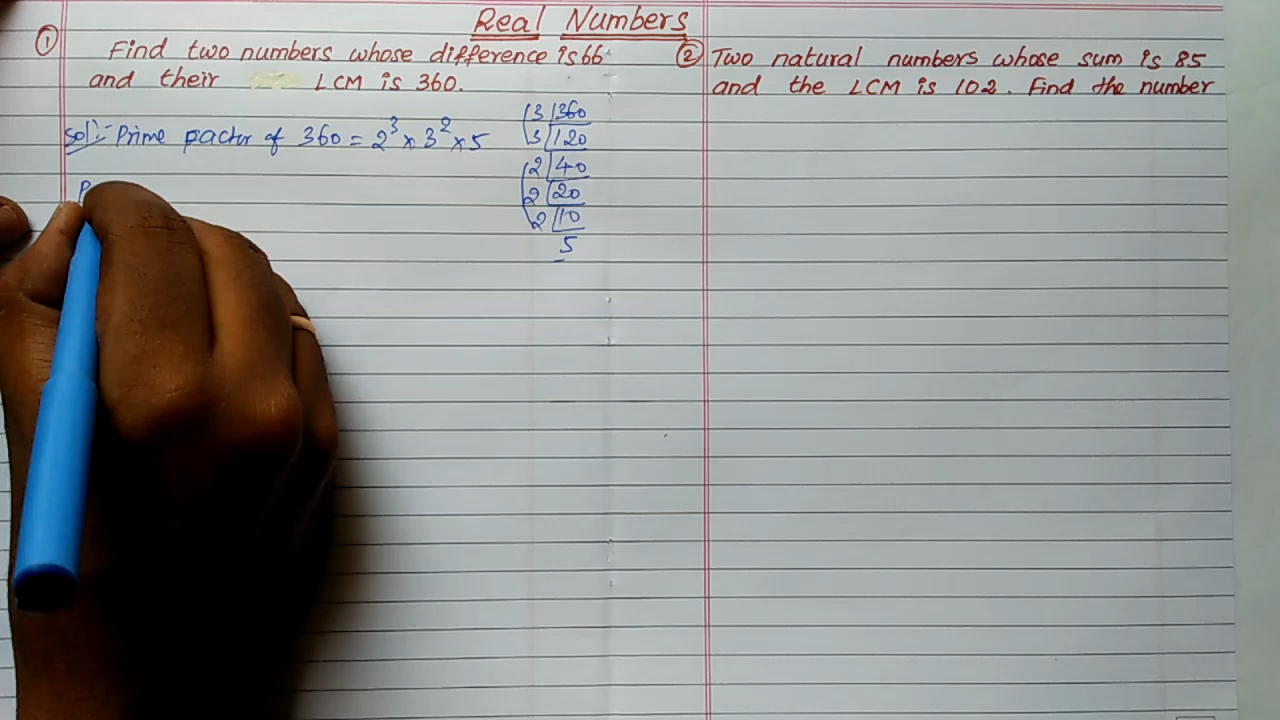 Real Numbers
① Find two numbers whose difference is 66
and their LCM is 360.
Sol:- Prime pactor of 360 = 2³ × 3² × 5
3 | 360
3 | 120
2 | 40
2 | 20
2 | 10
5
P
② Two natural numbers whose sum is 85
and the LCM is 102. Find the number